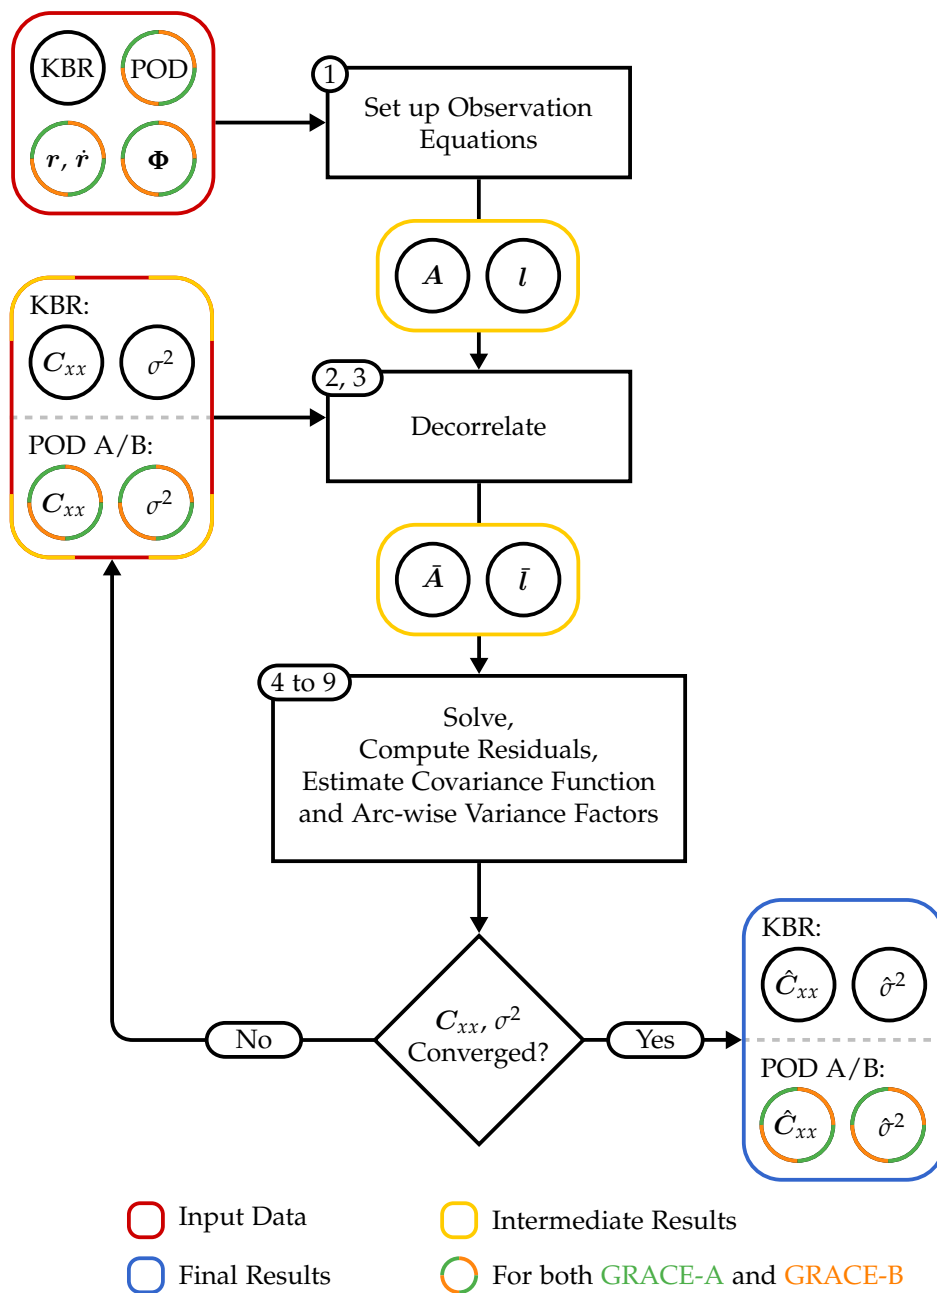 KBR POD
r, ṙ Φ
1
Set up Observation
Equations
A l
KBR:
C_xx σ²
POD A/B:
C_xx σ²
2, 3
Decorrelate
Ā l̄
4 to 9
Solve,
Compute Residuals,
Estimate Covariance Function
and Arc-wise Variance Factors
C_xx, σ²
Converged?
No
Yes
KBR:
Ĉ_xx σ̂²
POD A/B:
Ĉ_xx σ̂²
Input Data
Intermediate Results
Final Results
For both GRACE-A and GRACE-B